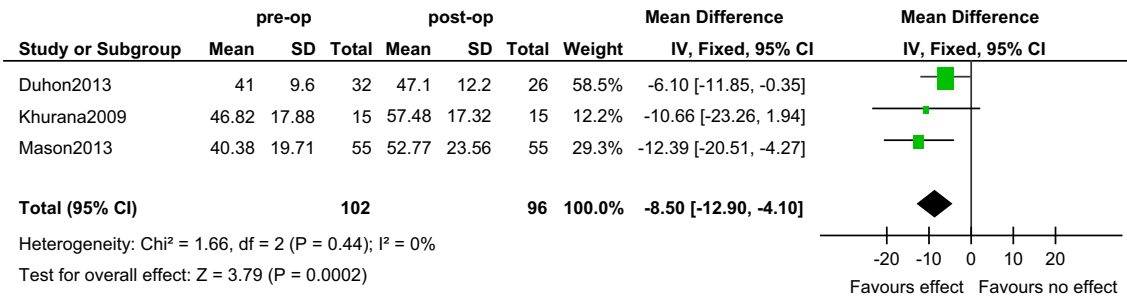 pre-op post-op Mean Difference Mean Difference
Study or Subgroup Mean SD Total Mean SD Total Weight IV, Fixed, 95% CI IV, Fixed, 95% CI
Duhon2013 41 9.6 32 47.1 12.2 26 58.5% -6.10 [-11.85, -0.35]
Khurana2009 46.82 17.88 15 57.48 17.32 15 12.2% -10.66 [-23.26, 1.94]
Mason2013 40.38 19.71 55 52.77 23.56 55 29.3% -12.39 [-20.51, -4.27]
Total (95% CI) 102 96 100.0% -8.50 [-12.90, -4.10]
Heterogeneity: Chi² = 1.66, df = 2 (P = 0.44); I² = 0%
Test for overall effect: Z = 3.79 (P = 0.0002)
-20 -10 0 10 20
Favours effect Favours no effect